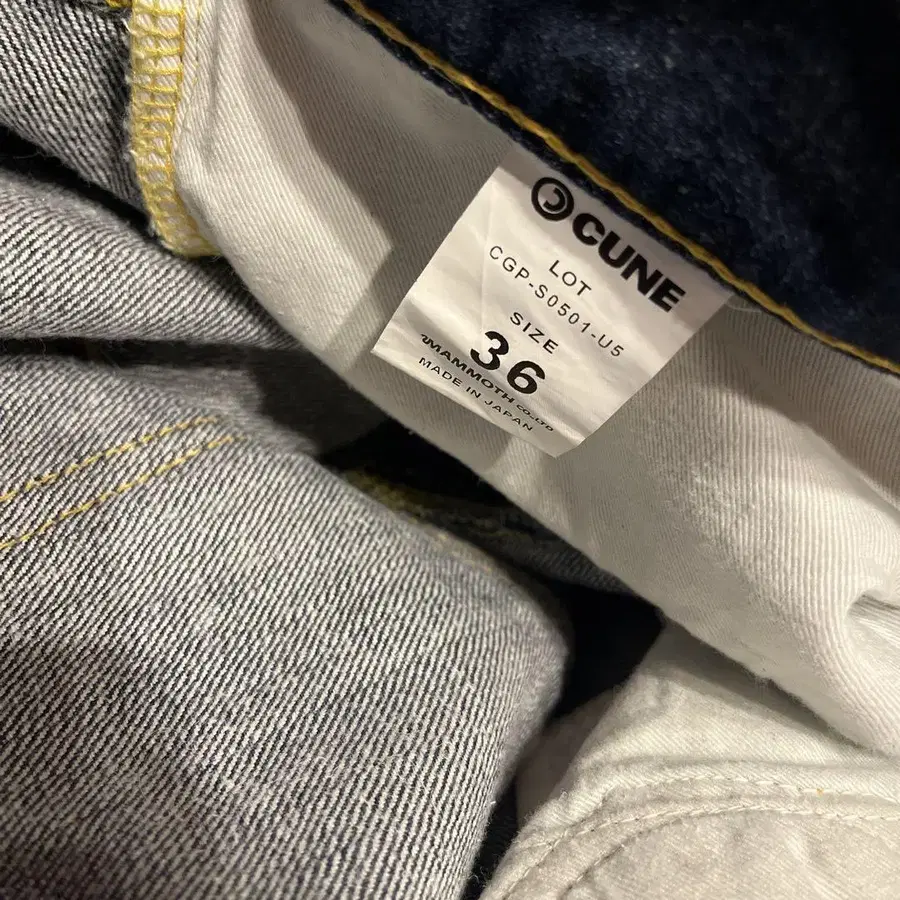 CUNE
LOT
CGP-S0501-U5
SIZE
36
MAMMOTH CO.,LTD
MADE IN JAPAN